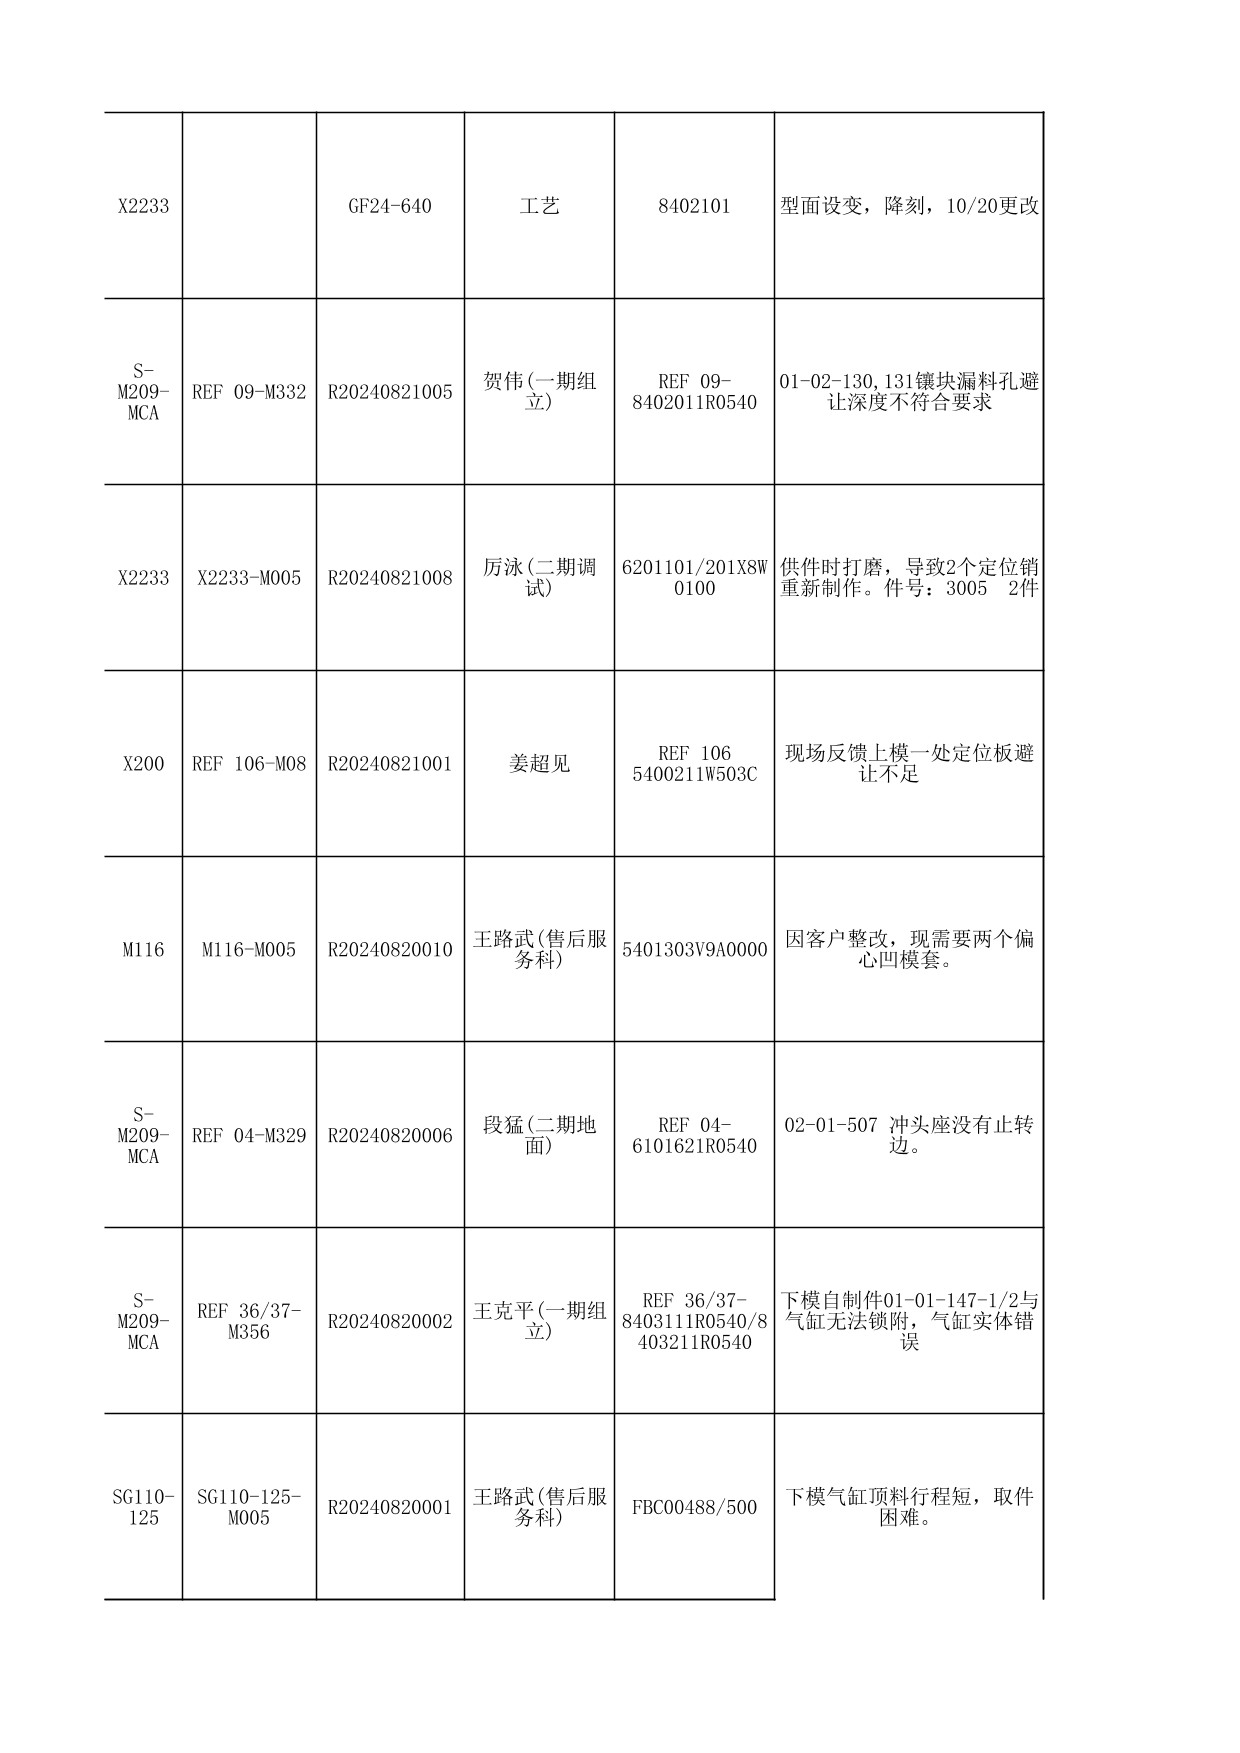 X2233
GF24-640
工艺
8402101
型面设变，降刻，10/20更改
S-
M209-
MCA
REF 09-M332
R20240821005
贺伟(一期组
立)
REF 09-
8402011R0540
01-02-130,131镶块漏料孔避
让深度不符合要求
X2233
X2233-M005
R20240821008
厉泳(二期调
试)
6201101/201X8W
0100
供件时打磨，导致2个定位销
重新制作。件号：3005  2件
X200
REF 106-M08
R20240821001
姜超见
REF 106
5400211W503C
现场反馈上模一处定位板避
让不足
M116
M116-M005
R20240820010
王路武(售后服
务科)
5401303V9A0000
因客户整改，现需要两个偏
心凹模套。
S-
M209-
MCA
REF 04-M329
R20240820006
段猛(二期地
面)
REF 04-
6101621R0540
02-01-507 冲头座没有止转
边。
S-
M209-
MCA
REF 36/37-
M356
R20240820002
王克平(一期组
立)
REF 36/37-
8403111R0540/8
403211R0540
下模自制件01-01-147-1/2与
气缸无法锁附，气缸实体错
误
SG110-
125
SG110-125-
M005
R20240820001
王路武(售后服
务科)
FBC00488/500
下模气缸顶料行程短，取件
困难。